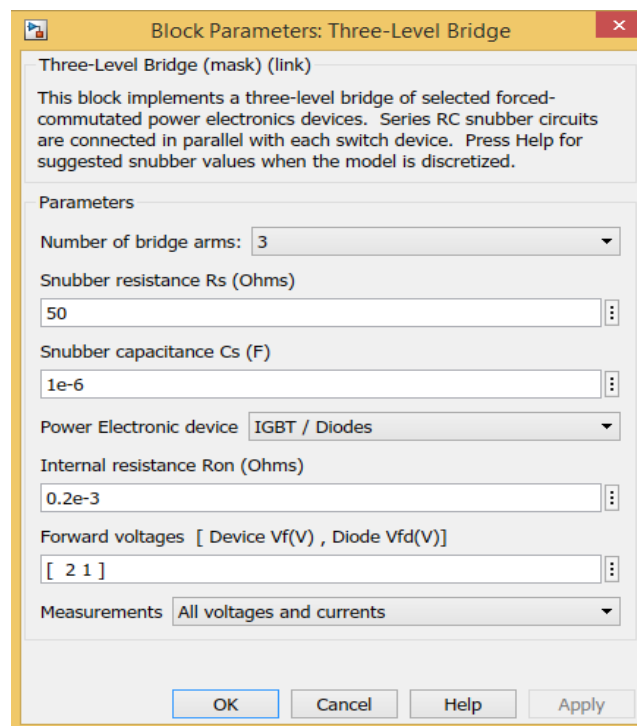 Block Parameters: Three-Level Bridge
Three-Level Bridge (mask) (link)
This block implements a three-level bridge of selected forced-
commutated power electronics devices. Series RC snubber circuits
are connected in parallel with each switch device. Press Help for
suggested snubber values when the model is discretized.
Parameters
Number of bridge arms: 3
Snubber resistance Rs (Ohms)
50
Snubber capacitance Cs (F)
1e-6
Power Electronic device IGBT / Diodes
Internal resistance Ron (Ohms)
0.2e-3
Forward voltages [ Device Vf(V) , Diode Vfd(V)]
[ 2 1 ]
Measurements All voltages and currents
OK Cancel Help Apply